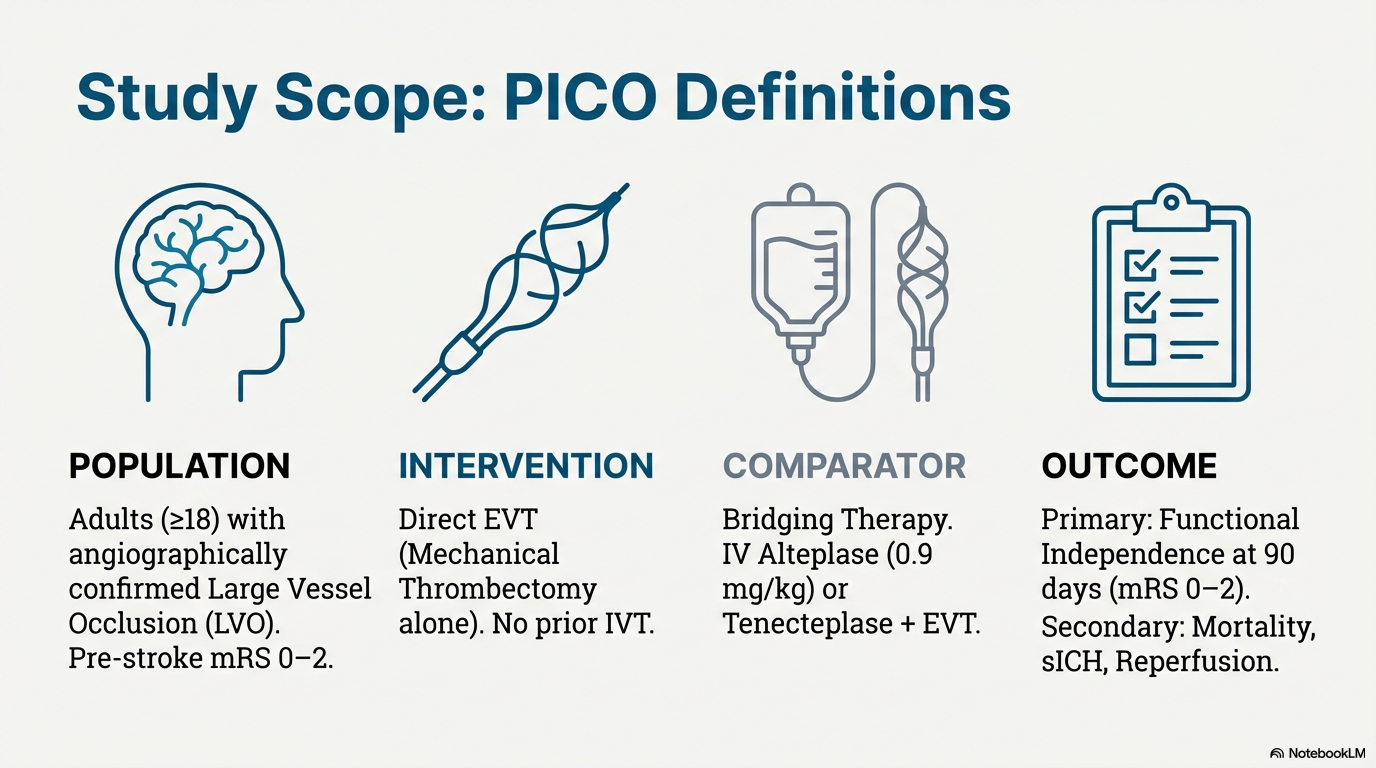 Study Scope: PICO Definitions
POPULATION
Adults (≥18) with
angiographically
confirmed Large Vessel
Occlusion (LVO).
Pre-stroke mRS 0–2.
INTERVENTION
Direct EVT
(Mechanical
Thrombectomy
alone). No prior IVT.
COMPARATOR
Bridging Therapy.
IV Alteplase (0.9
mg/kg) or
Tenecteplase + EVT.
OUTCOME
Primary: Functional
Independence at 90
days (mRS 0–2).
Secondary: Mortality,
sICH, Reperfusion.
NotebookLM